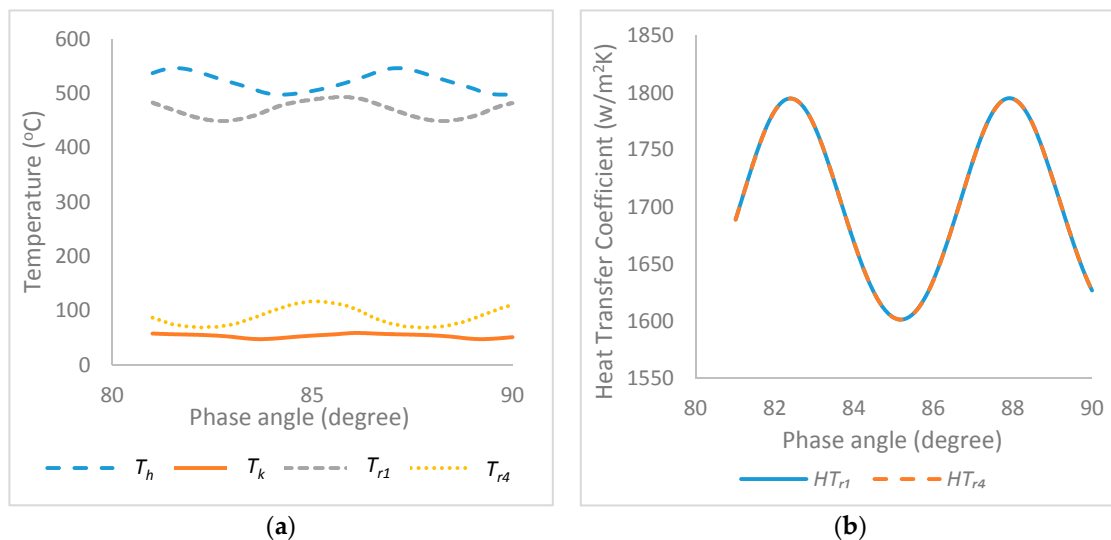 600
500
400
300
200
100
0
Temperature (ºC)
80 85 90
Phase angle (degree)
Th Tk Tr1 Tr4
(a)
1850
1800
1750
1700
1650
1600
1550
Heat Transfer Coefficient (w/m²K)
80 82 84 86 88 90
Phase angle (degree)
HTr1 HTr4
(b)